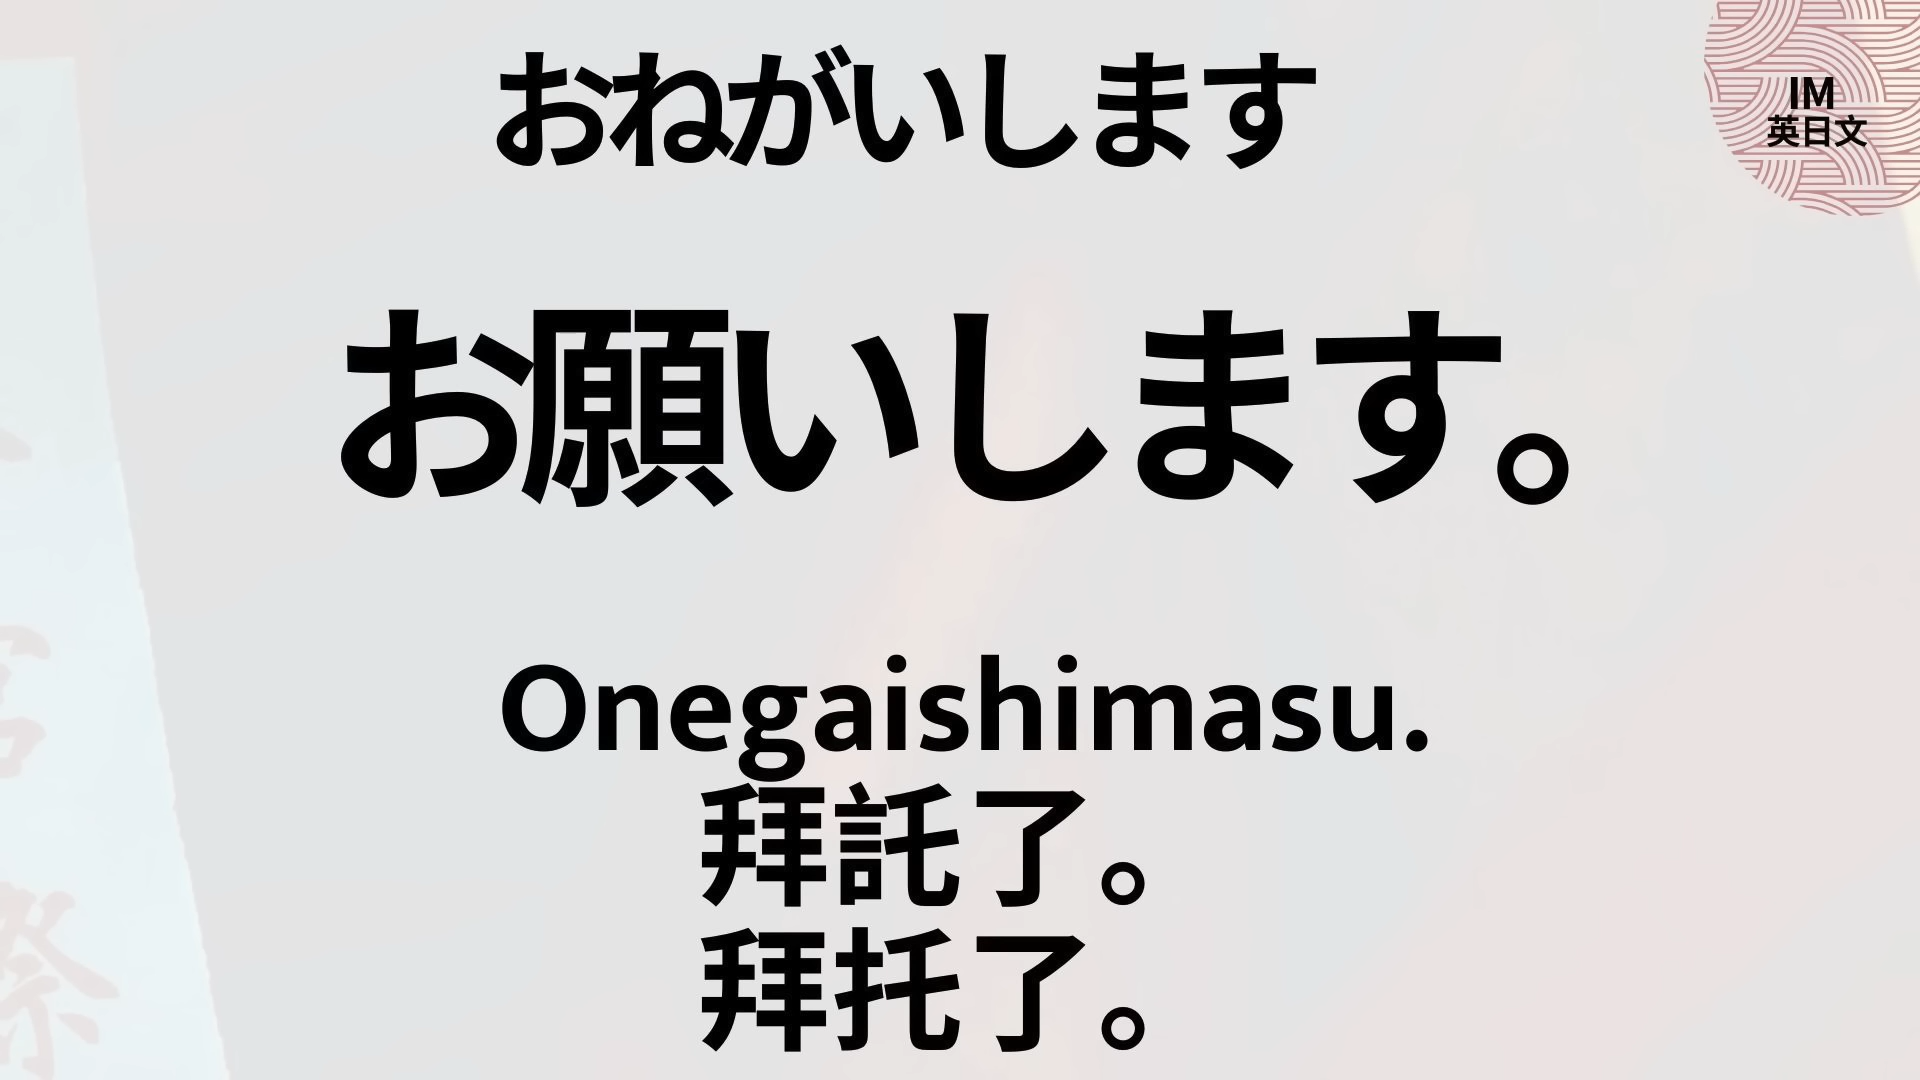 おねがいします
IM
英日文
お願いします。
Onegaishimasu.
拜託了。
拜托了。